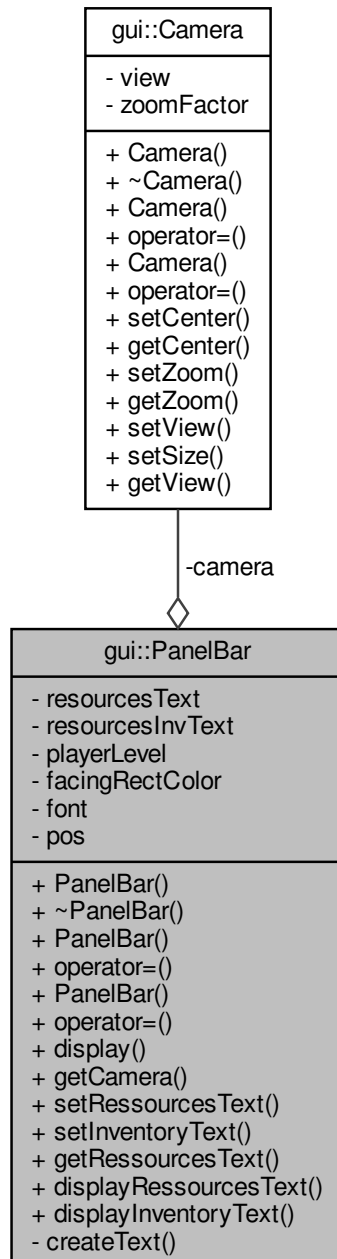 gui::Camera
- view
- zoomFactor
+ Camera()
+ ~Camera()
+ Camera()
+ operator=()
+ Camera()
+ operator=()
+ setCenter()
+ getCenter()
+ setZoom()
+ getZoom()
+ setView()
+ setSize()
+ getView()
-camera
gui::PanelBar
- resourcesText
- resourcesInvText
- playerLevel
- facingRectColor
- font
- pos
+ PanelBar()
+ ~PanelBar()
+ PanelBar()
+ operator=()
+ PanelBar()
+ operator=()
+ display()
+ getCamera()
+ setRessourcesText()
+ setInventoryText()
+ getRessourcesText()
+ displayRessourcesText()
+ displayInventoryText()
- createText()